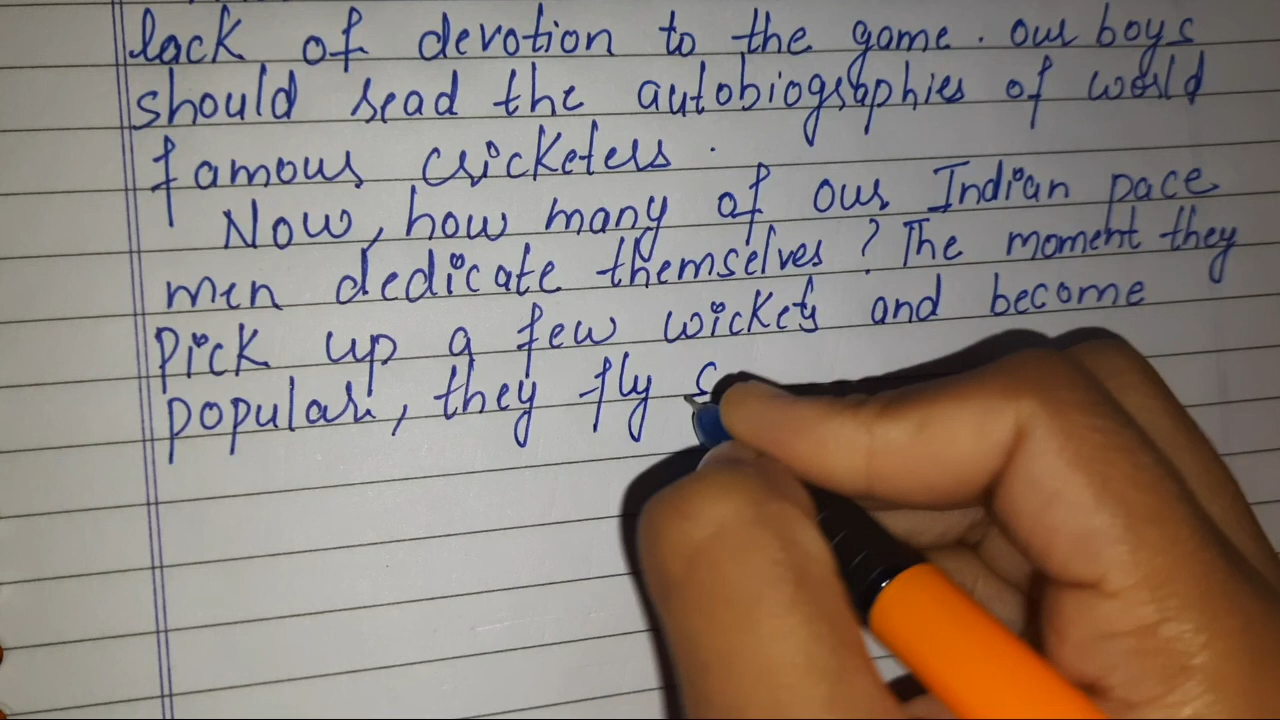 lack of devotion to the game. our boys
should read the autobiographies of world
famous cricketers.
Now, how many of our Indian pace
men dedicate themselves? The moment they
Pick up a few wickets and become
popular, they fly